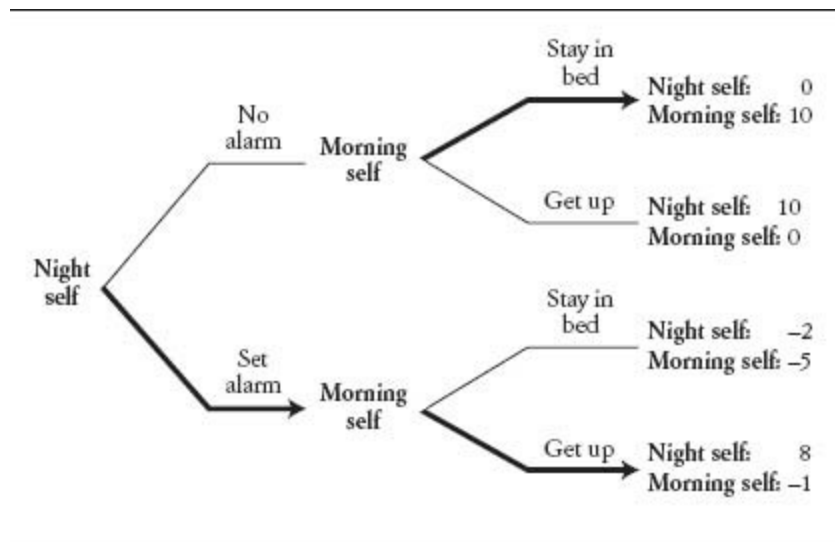 Stay in
bed
Night self: 0
Morning self: 10
No
alarm
Morning
self
Get up
Night self: 10
Morning self: 0
Night
self
Stay in
bed
Night self: –2
Morning self: –5
Set
alarm
Morning
self
Get up
Night self: 8
Morning self: –1